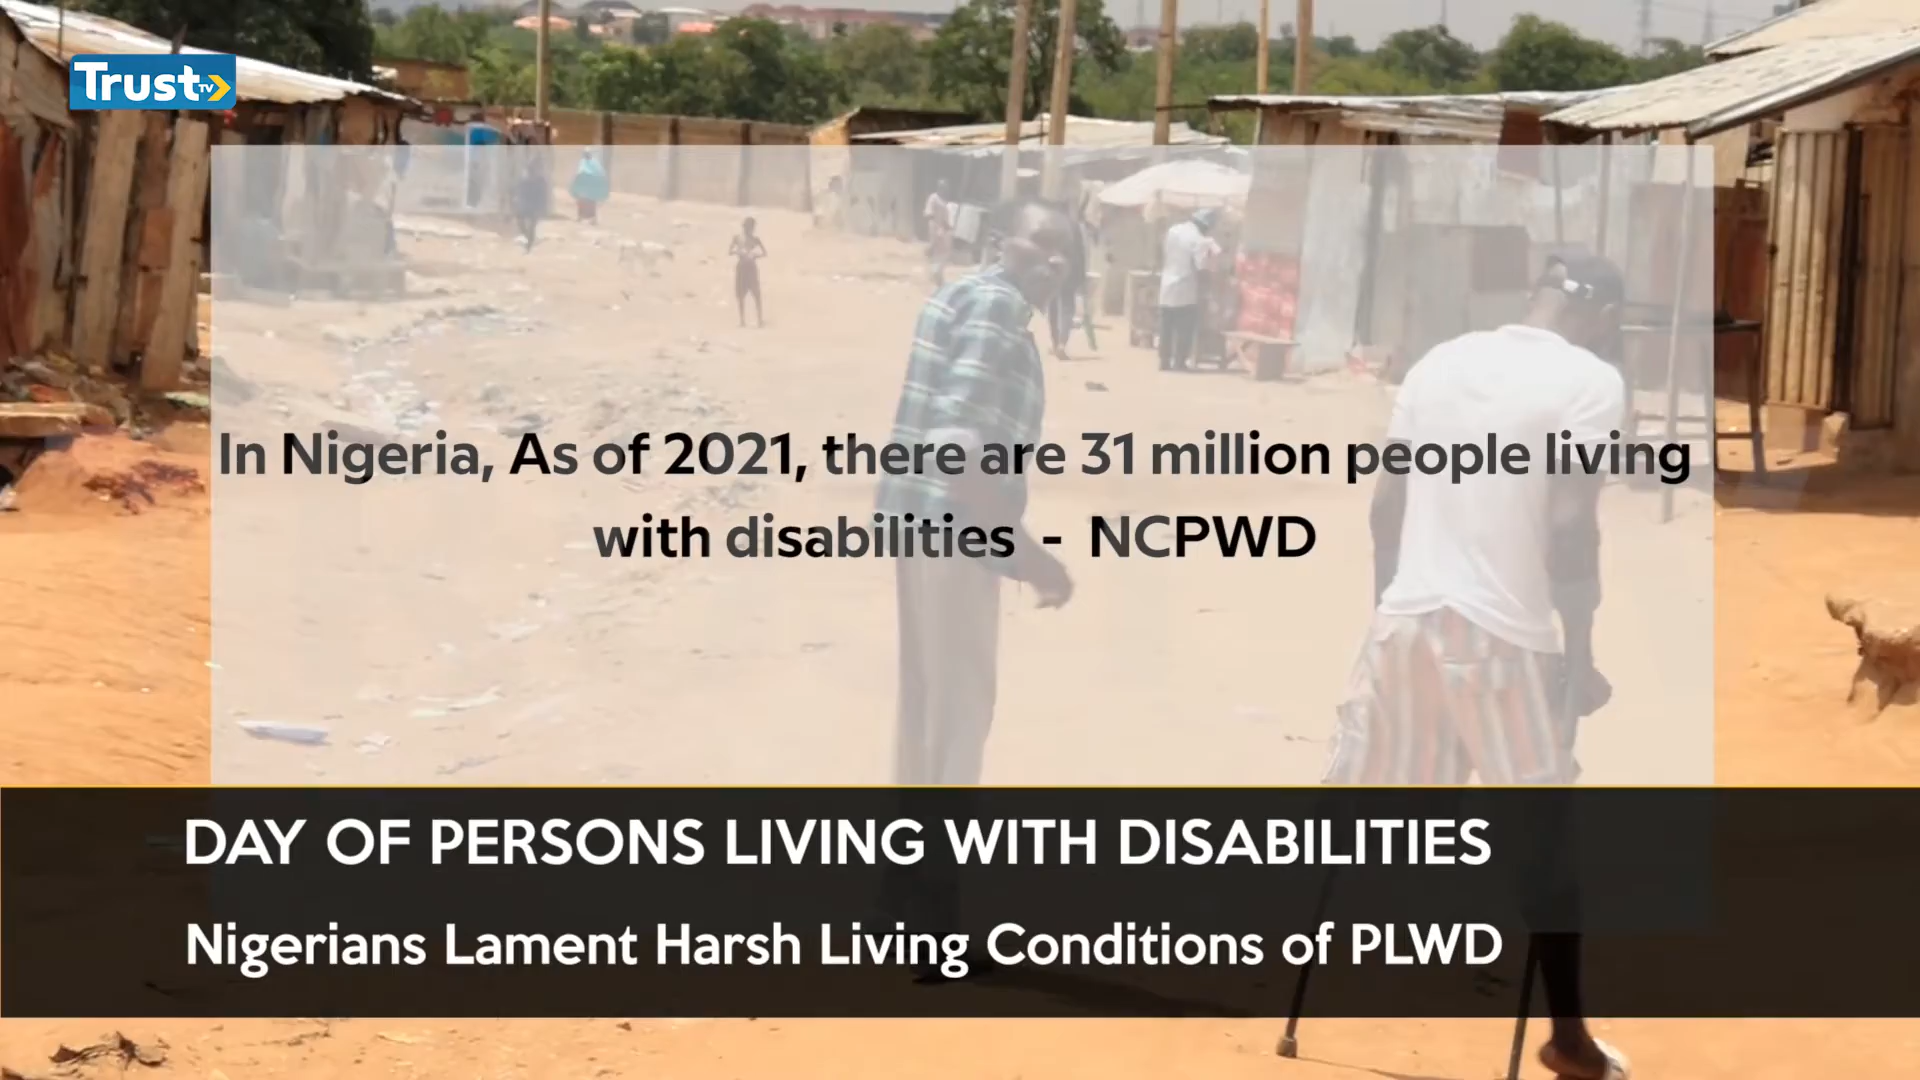 Trust TV
In Nigeria, As of 2021, there are 31 million people living
with disabilities - NCPWD
DAY OF PERSONS LIVING WITH DISABILITIES
Nigerians Lament Harsh Living Conditions of PLWD